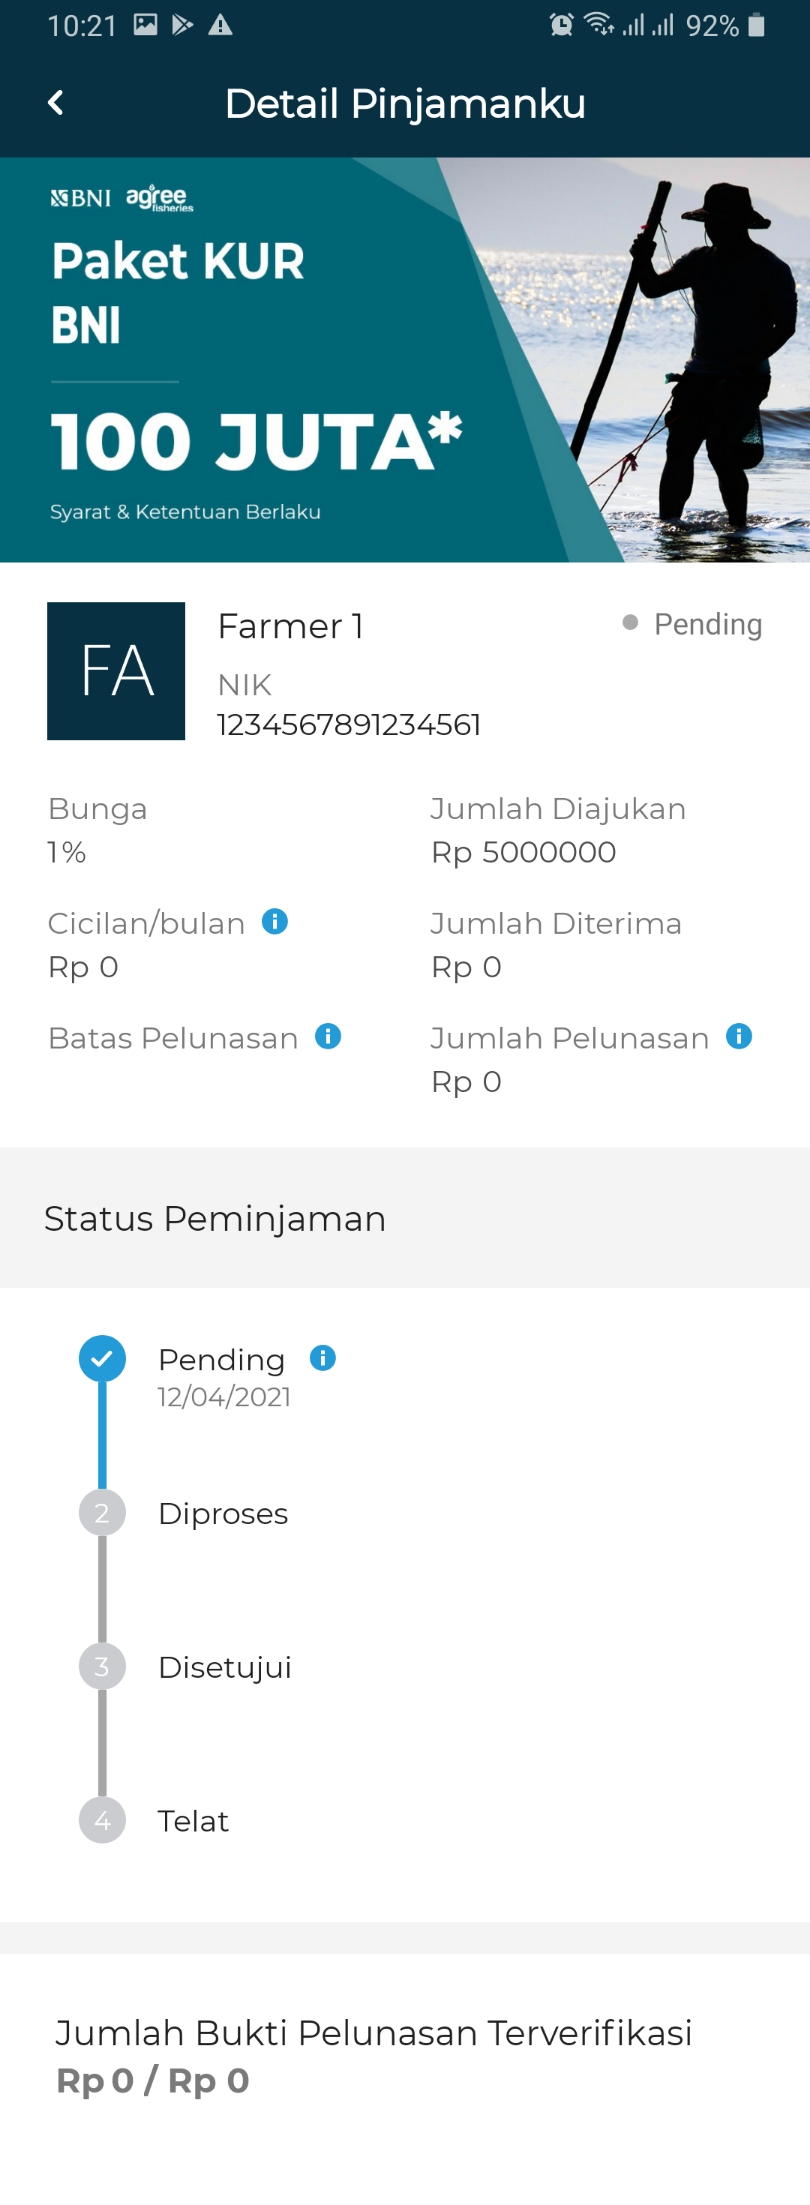 10:21 92%
Detail Pinjamanku
BNI agree
fisheries
Paket KUR
BNI
100 JUTA*
Syarat & Ketentuan Berlaku
FA
Farmer 1
Pending
NIK
1234567891234561
Bunga
1%
Jumlah Diajukan
Rp 5000000
Cicilan/bulan
Rp 0
Jumlah Diterima
Rp 0
Batas Pelunasan
Jumlah Pelunasan
Rp 0
Status Peminjaman
Pending
12/04/2021
2 Diproses
3 Disetujui
4 Telat
Jumlah Bukti Pelunasan Terverifikasi
Rp 0 / Rp 0